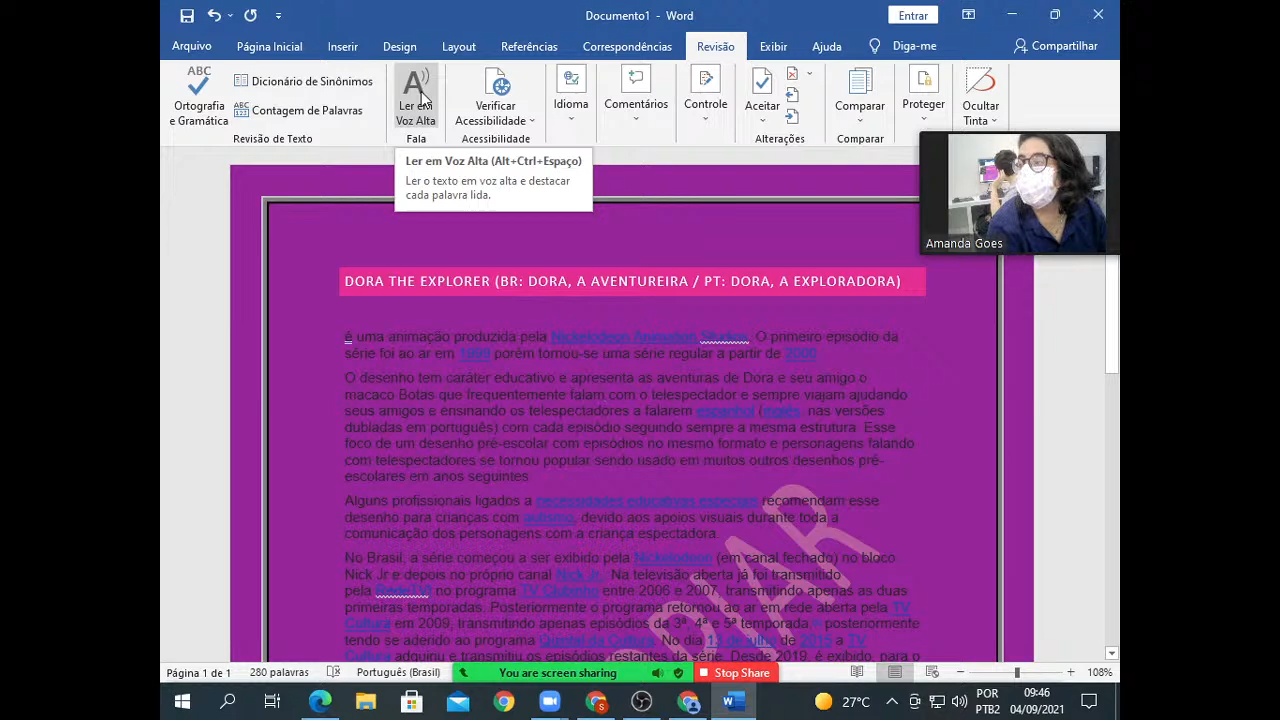 Documento1 - Word
Entrar
Arquivo Página Inicial Inserir Design Layout Referências Correspondências Revisão Exibir Ajuda Diga-me Compartilhar
ABC
Ortografia
e Gramática
Dicionário de Sinônimos
Contagem de Palavras
Revisão de Texto
Ler em
Voz Alta
Fala
Verificar
Acessibilidade
Acessibilidade
Idioma
Comentários
Controle
Aceitar
Alterações
Comparar
Comparar
Proteger
Ocultar
Tinta
Ler em Voz Alta (Alt+Ctrl+Espaço)
Ler o texto em voz alta e destacar
cada palavra lida.
Amanda Goes
DORA THE EXPLORER (BR: DORA, A AVENTUREIRA / PT: DORA, A EXPLORADORA)
é uma animação produzida pela Nickelodeon Animation Studios. O primeiro episódio da
série foi ao ar em 1999 porém tornou-se uma série regular a partir de 2000
O desenho tem caráter educativo e apresenta as aventuras de Dora e seu amigo o
macaco Botas que frequentemente falam com o telespectador e sempre viajam ajudando
seus amigos e ensinando os telespectadores a falarem espanhol (inglês, nas versões
dubladas em português) com cada episódio seguindo sempre a mesma estrutura. Esse
foco de um desenho pré-escolar com episódios no mesmo formato e personagens falando
com telespectadores se tornou popular sendo usado em muitos outros desenhos pré-
escolares em anos seguintes
Alguns profissionais ligados a necessidades educativas especiais recomendam esse
desenho para crianças com autismo, devido aos apoios visuais durante toda a
comunicação dos personagens com a criança espectadora.
No Brasil, a série começou a ser exibido pela Nickelodeon (em canal fechado) no bloco
Nick Jr e depois no próprio canal Nick Jr.. Na televisão aberta já foi transmitido
pela RedeTV! no programa TV Clubinho entre 2006 e 2007, transmitindo apenas as duas
primeiras temporadas. Posteriormente o programa retornou ao ar em rede aberta pela TV
Cultura em 2009, transmitindo apenas episódios da 3ª, 4ª e 5ª temporada posteriormente
tendo se aderido ao programa Quintal da Cultura. No dia 13 de julho de 2015 a TV
Cultura adquiriu e transmitiu os episódios restantes da série. Desde 2019, é exibido, para o
Página 1 de 1 280 palavras Português (Brasil) You are screen sharing Stop Share 108%
27°C POR
PTB2 09:46
04/09/2021